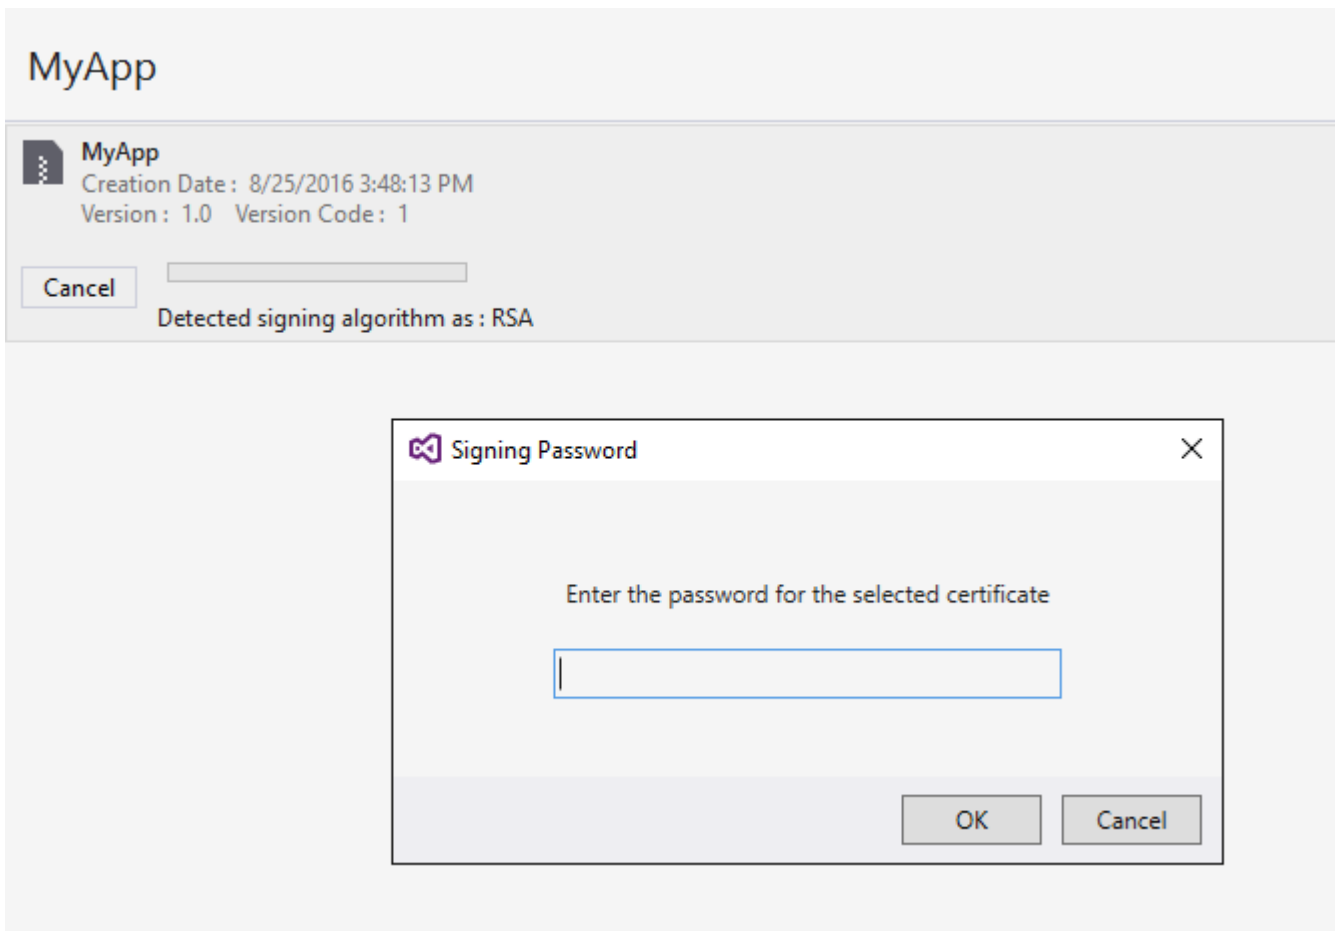 MyApp
MyApp
Creation Date : 8/25/2016 3:48:13 PM
Version : 1.0 Version Code : 1
Cancel
Detected signing algorithm as : RSA
Signing Password
Enter the password for the selected certificate
OK Cancel